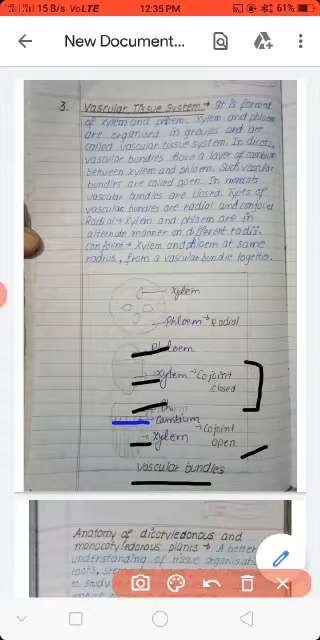 15 B/s VoLTE
12:35 PM
61%
New Document...
3. Vascular Tissue System → It is formed
of xylem and phloem. Xylem and phloem
are organised in groups and are
called vascular tissue system. In dicots,
vascular bundles have a layer of cambium
between xylem and phloem. Such vascular
bundles are called open. In monocots
vascular bundles are closed. Types of
vascular bundles are radial and conjoint
Radial → Xylem and phloem are in
alternate manner on different radii.
Conjoint → Xylem and phloem at same
radius, from a vascular bundle together.
Xylem
Phloem → Radial
Phloem
Xylem → Cojoint
closed
Cambium
→ Cojoint
Xylem
open
Vascular bundles
Anatomy of dicotyledonous and
monocotyledonous plants → A better
understanding of tissue organisation
roots,
to study